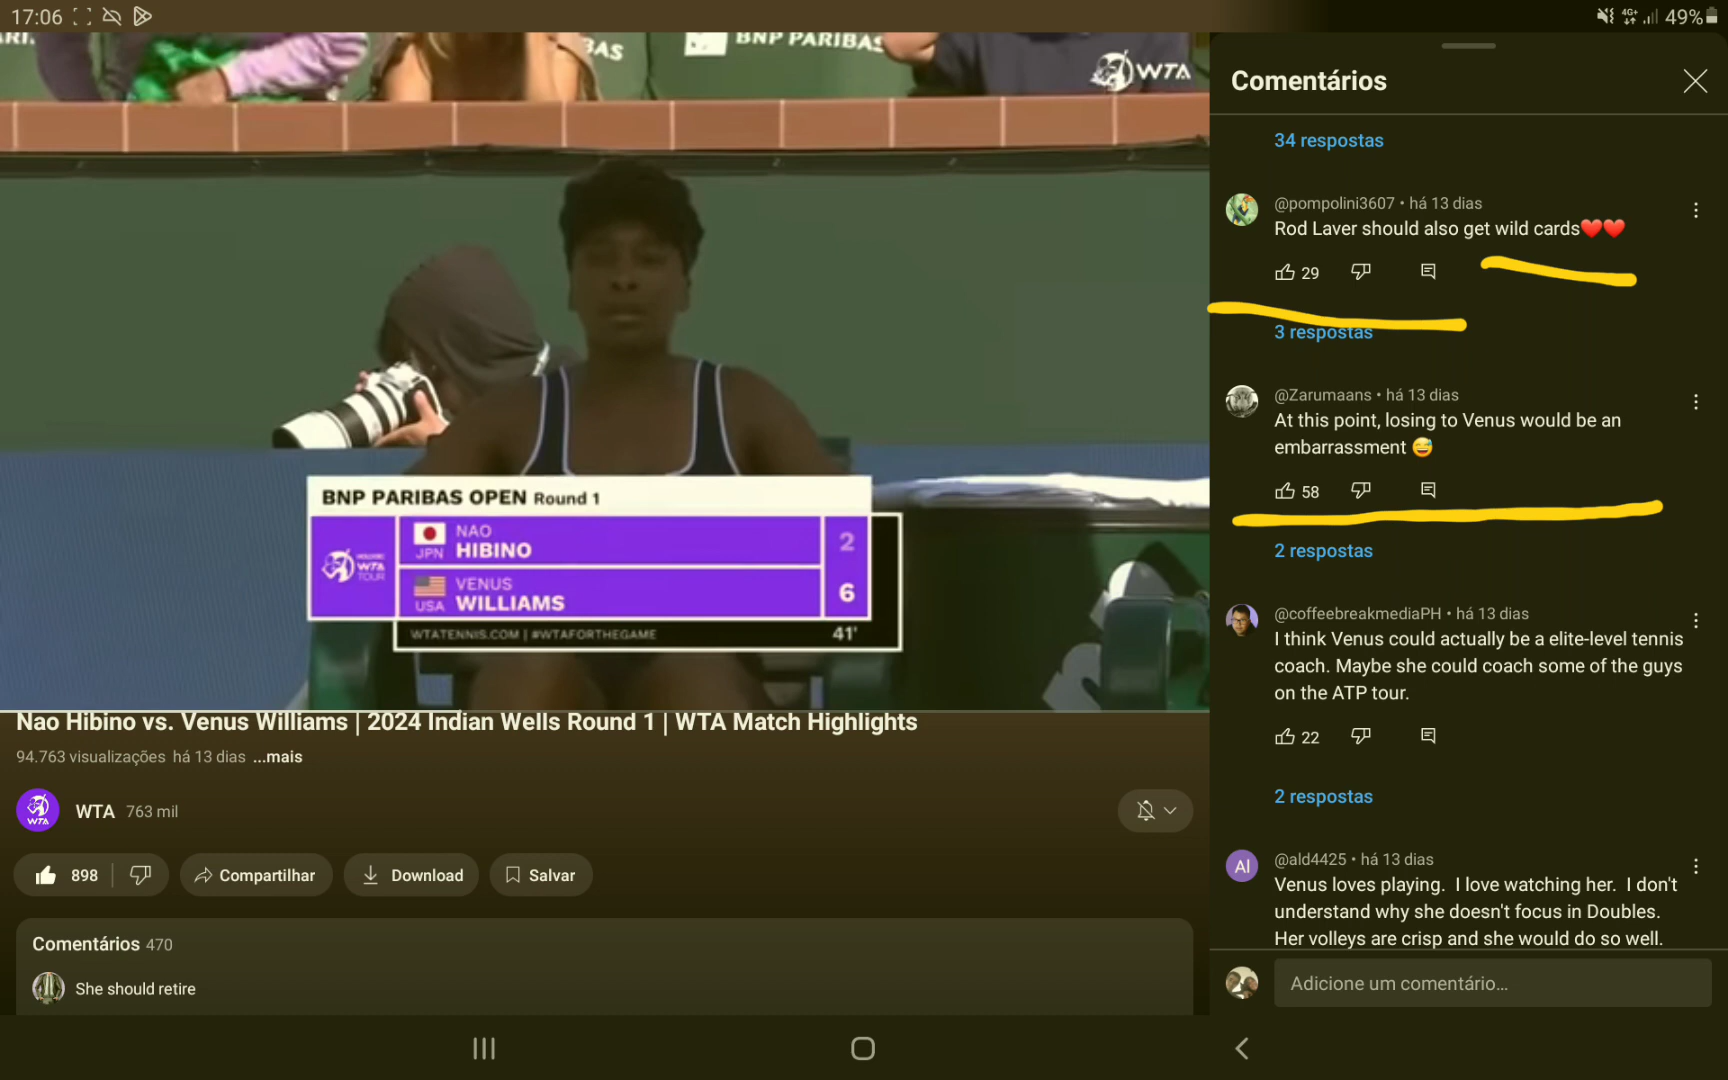 17:06
4G+
49%
ARI.
BAS
BNP PARIBAS
WTA
BNP PARIBAS OPEN Round 1
WTA
TOUR
NAO
JPN HIBINO
2
VENUS
USA WILLIAMS
6
WTATENNIS.COM | #WTAFORTHEGAME
41'
Nao Hibino vs. Venus Williams | 2024 Indian Wells Round 1 | WTA Match Highlights
94.763 visualizações há 13 dias ...mais
WTA
WTA 763 mil
898
Compartilhar
Download
Salvar
Comentários 470
She should retire
Comentários
34 respostas
@pompolini3607 • há 13 dias
Rod Laver should also get wild cards❤️❤️
29
3 respostas
@Zarumaans • há 13 dias
At this point, losing to Venus would be an
embarrassment 😅
58
2 respostas
@coffeebreakmediaPH • há 13 dias
I think Venus could actually be a elite-level tennis
coach. Maybe she could coach some of the guys
on the ATP tour.
22
2 respostas
Al
@ald4425 • há 13 dias
Venus loves playing. I love watching her. I don't
understand why she doesn't focus in Doubles.
Her volleys are crisp and she would do so well.
Adicione um comentário...